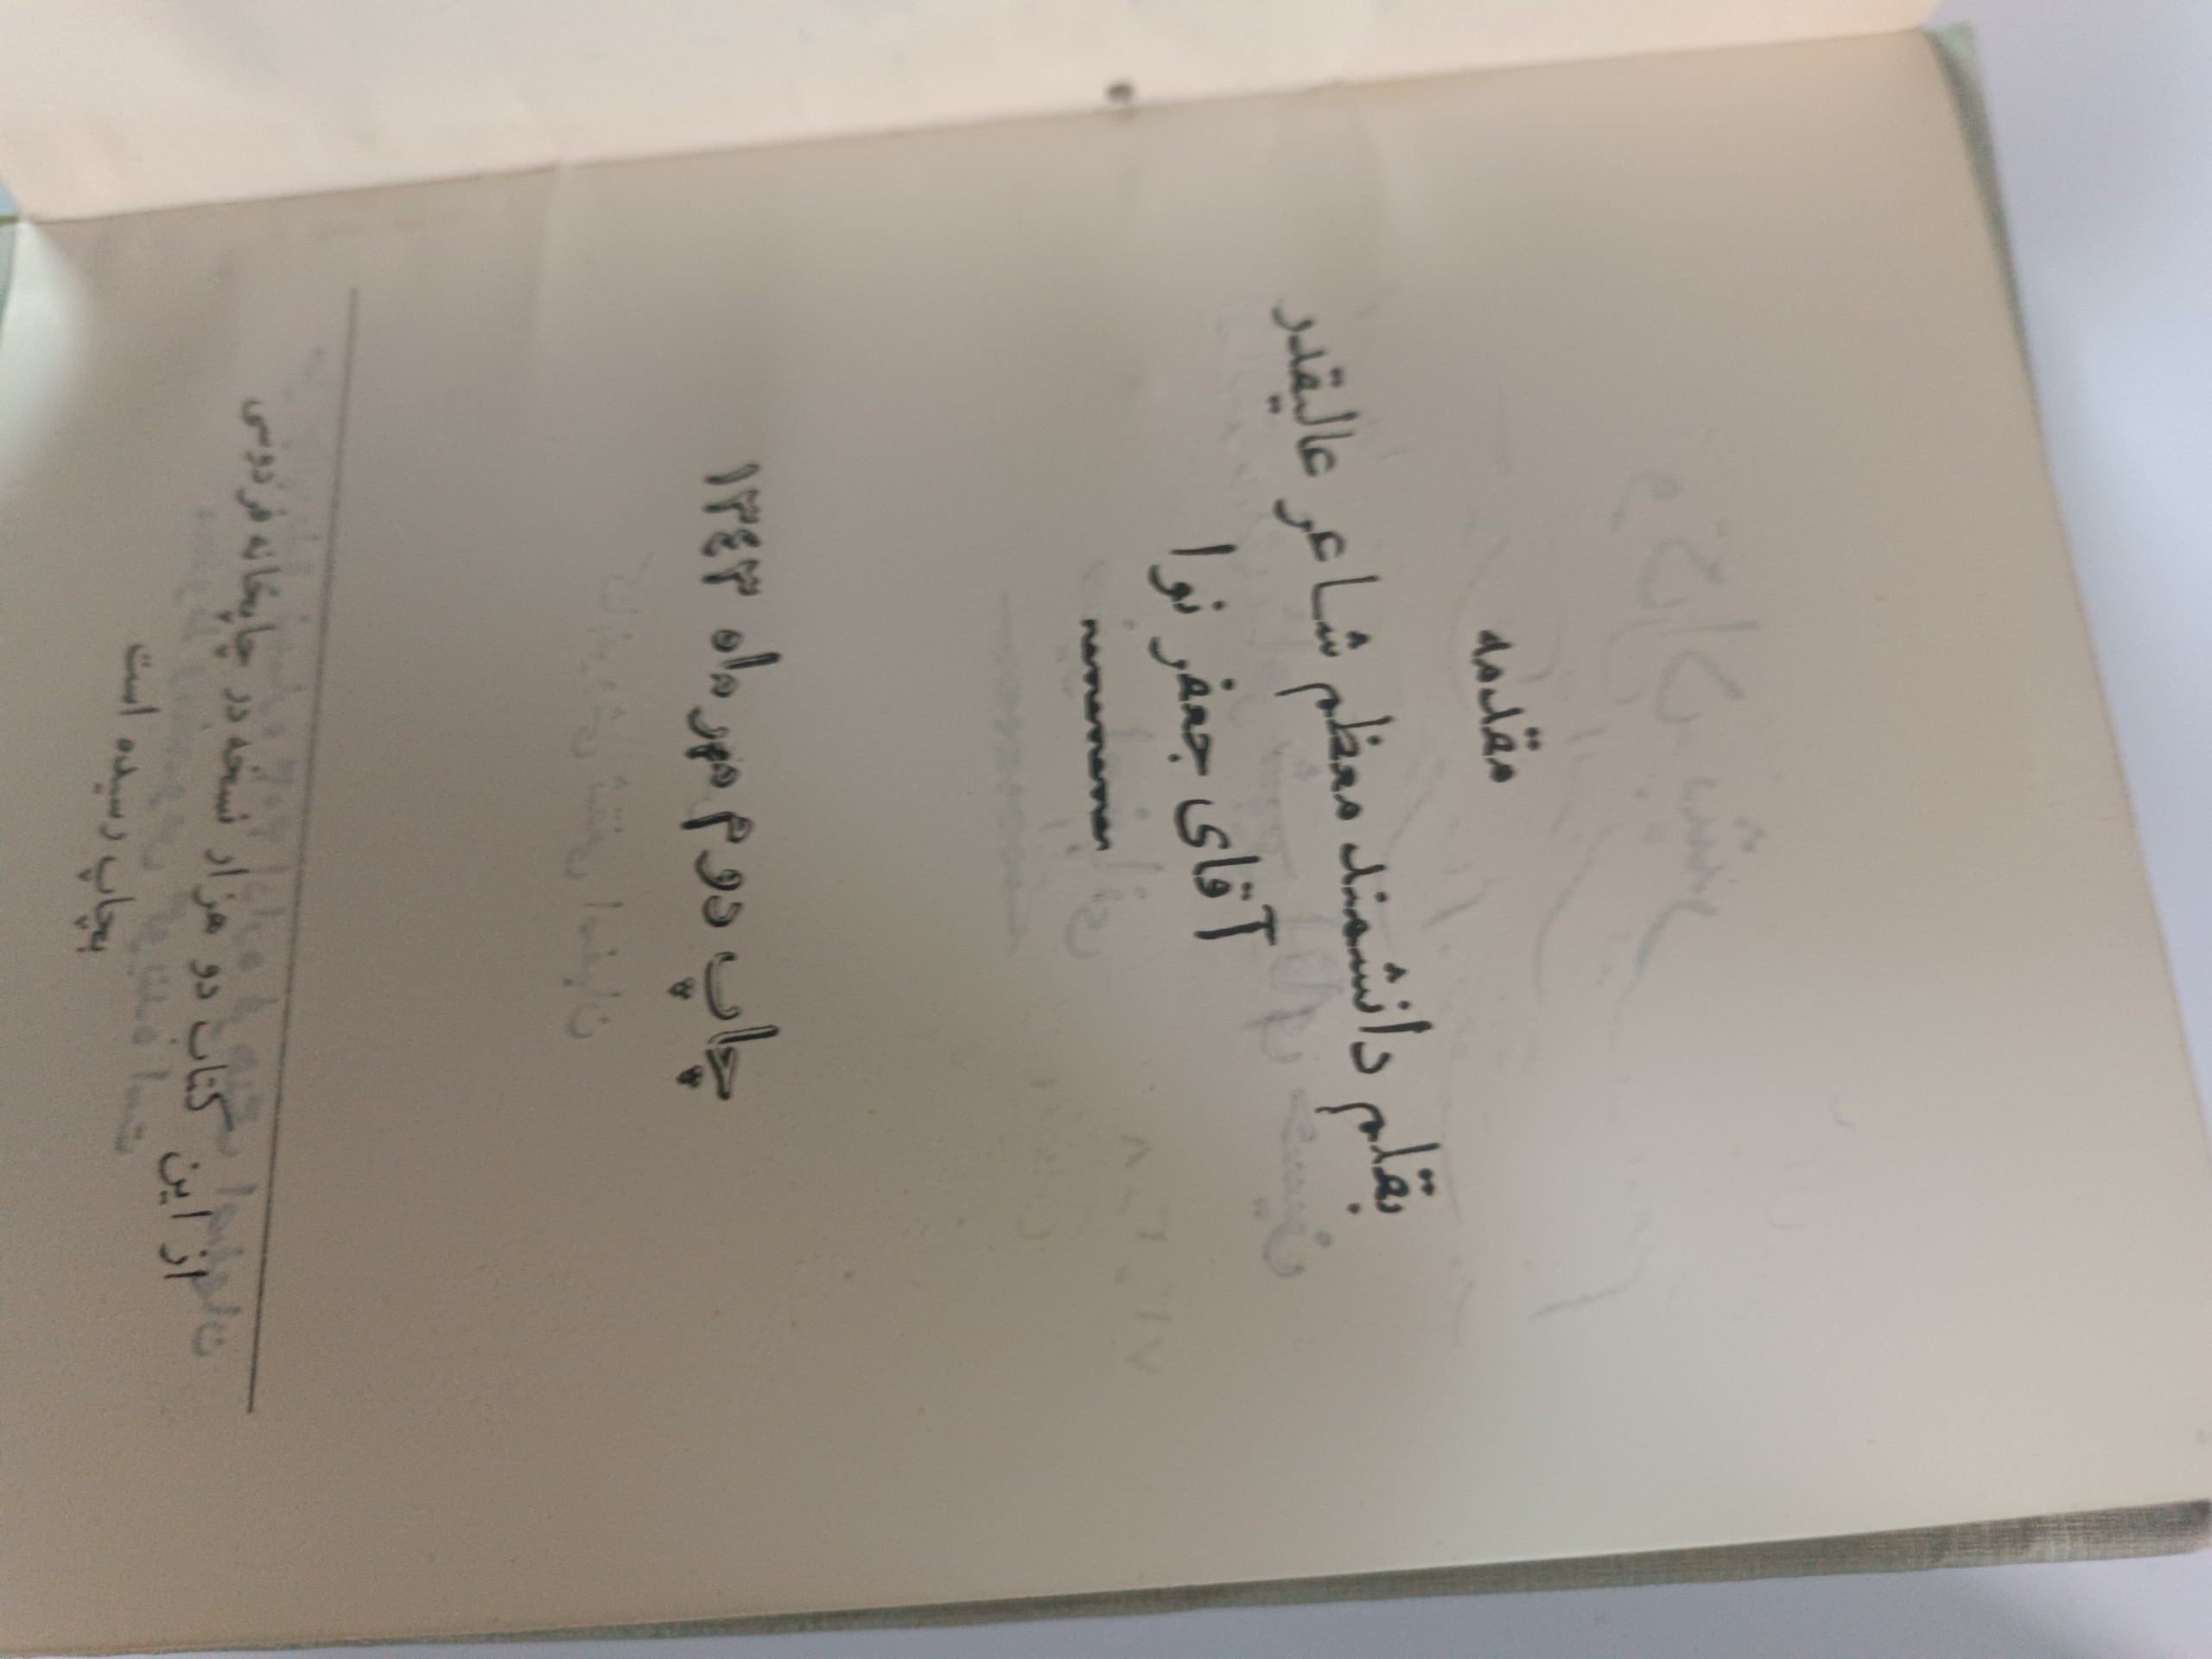 مقدمه
بقلم دانشمند معظم شاعر عالیقدر
آقای جعفر نوا
چاپ دوم مهر ماه ۱۳٤۳
از این کتاب دو هزار نسخه در چاپخانه فردوسی
بچاپ رسیده است